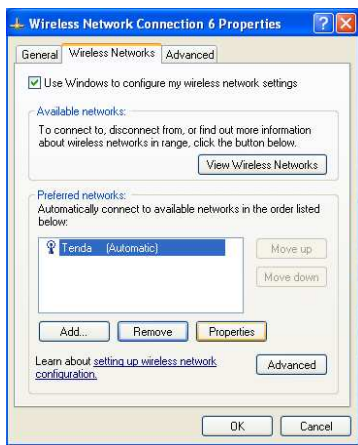 Wireless Network Connection 6 Properties
General Wireless Networks Advanced
Use Windows to configure my wireless network settings
Available networks:
To connect to, disconnect from, or find out more information
about wireless networks in range, click the button below.
View Wireless Networks
Preferred networks:
Automatically connect to available networks in the order listed
below:
Tenda (Automatic)
Move up
Move down
Add... Remove Properties
Learn about setting up wireless network
configuration.
Advanced
OK Cancel